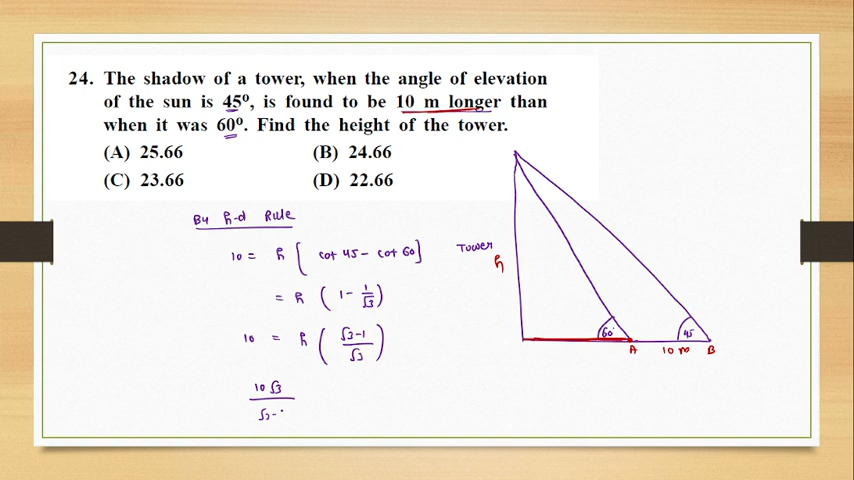 24. The shadow of a tower, when the angle of elevation
of the sun is 45º, is found to be 10 m longer than
when it was 60º. Find the height of the tower.
(A) 25.66 (B) 24.66
(C) 23.66 (D) 22.66
By h-d Rule
10 = h [ cot 45 - cot 60 ]
= h ( 1 - 1/√3 )
10 = h ( √3-1 / √3 )
10√3
Tower
h
60
45
A 10 m B